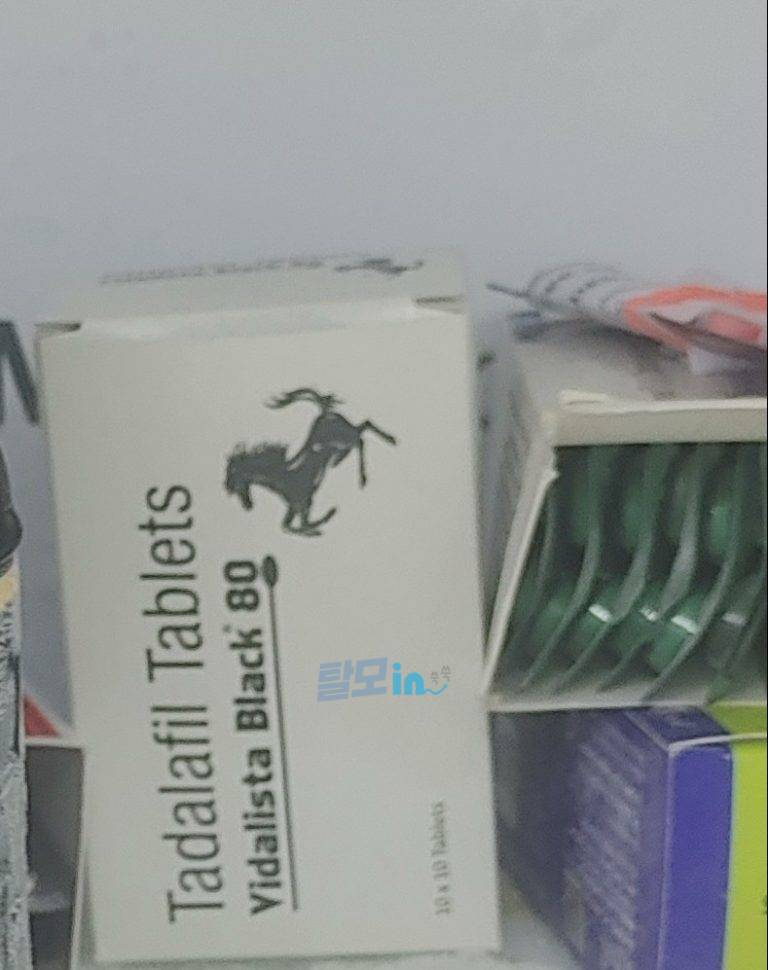 Tadalafil Tablets
Vidalista Black 80
10 x 10 Tablets
탈모in